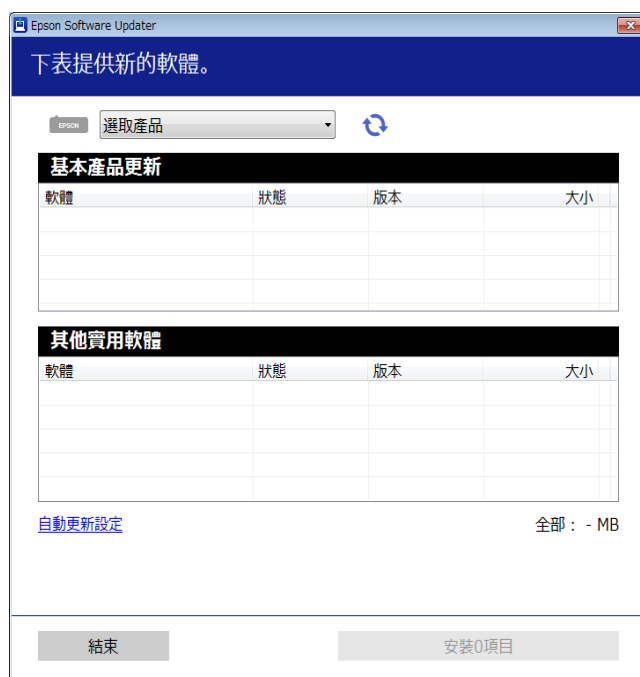 Epson Software Updater
下表提供新的軟體。
EPSON 選取產品
基本產品更新
軟體 狀態 版本 大小
其他實用軟體
軟體 狀態 版本 大小
自動更新設定 全部： - MB
結束 安裝0項目